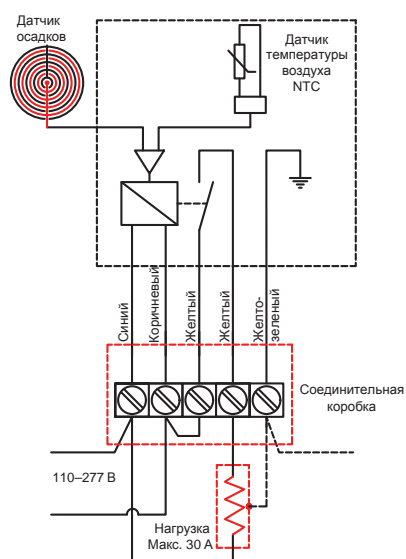 Датчик
осадков
Датчик
температуры
воздуха
NTC
Синий
Коричневый
Желтый
Желтый
Желто-
зеленый
Соединительная
коробка
110–277 В
Нагрузка
Макс. 30 А